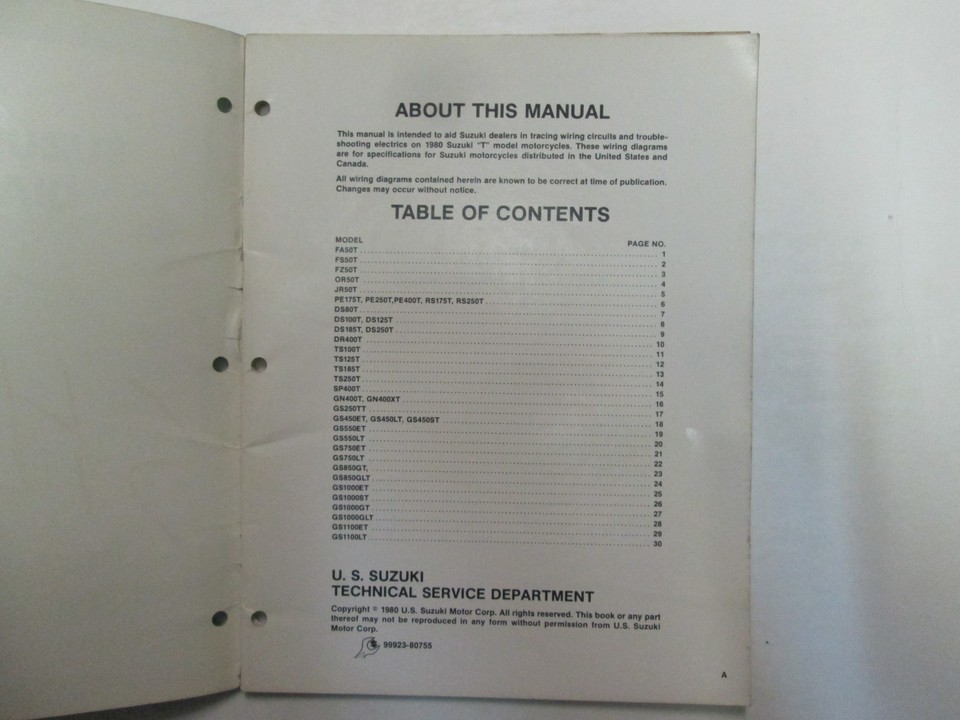 ABOUT THIS MANUAL
This manual is intended to aid Suzuki dealers in tracing wiring circuits and trouble-
shooting electrics on 1980 Suzuki "T" model motorcycles. These wiring diagrams
are for specifications for Suzuki motorcycles distributed in the United States and
Canada.
All wiring diagrams contained herein are known to be correct at time of publication.
Changes may occur without notice.
TABLE OF CONTENTS
MODEL PAGE NO.
FA50T 1
FS50T 2
FZ50T 3
OR50T 4
JR50T 5
PE175T, PE250T,PE400T, RS175T, RS250T 6
DS80T 7
DS100T, DS125T 8
DS185T, DS250T 9
DR400T 10
TS100T 11
TS125T 12
TS185T 13
TS250T 14
SP400T 15
GN400T, GN400XT 16
GS250TT 17
GS450ET, GS450LT, GS450ST 18
GS550ET 19
GS550LT 20
GS750ET 21
GS750LT 22
GS850GT, 23
GS850GLT 24
GS1000ET 25
GS1000ST 26
GS1000GT 27
GS1000GLT 28
GS1100ET 29
GS1100LT 30
U. S. SUZUKI
TECHNICAL SERVICE DEPARTMENT
Copyright © 1980 U.S. Suzuki Motor Corp. All rights reserved. This book or any part
thereof may not be reproduced in any form without permission from U.S. Suzuki
Motor Corp.
99923-80755
A